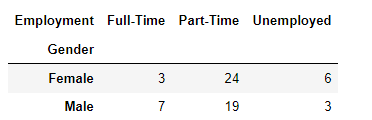 Employment Full-Time Part-Time Unemployed
Gender
Female 3 24 6
Male 7 19 3